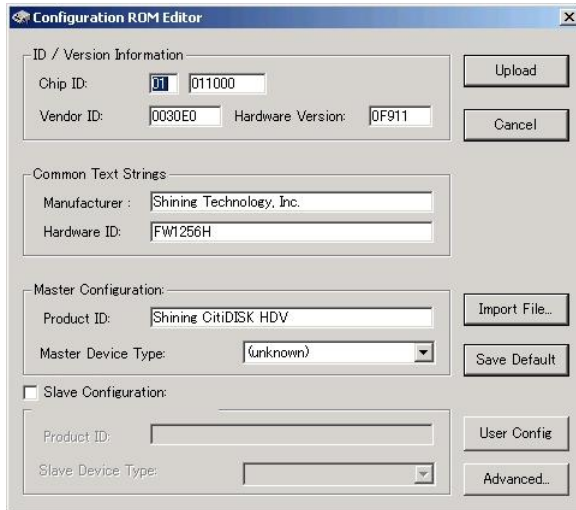 Configuration ROM Editor
ID / Version Information
Chip ID: 01 011000
Vendor ID: 0030E0 Hardware Version: 0F911
Upload
Cancel
Common Text Strings
Manufacturer : Shining Technology, Inc.
Hardware ID: FW1256H
Master Configuration:
Product ID: Shining CitiDISK HDV
Master Device Type: (unknown)
Import File...
Save Default
Slave Configuration:
Product ID:
Slave Device Type:
User Config
Advanced...